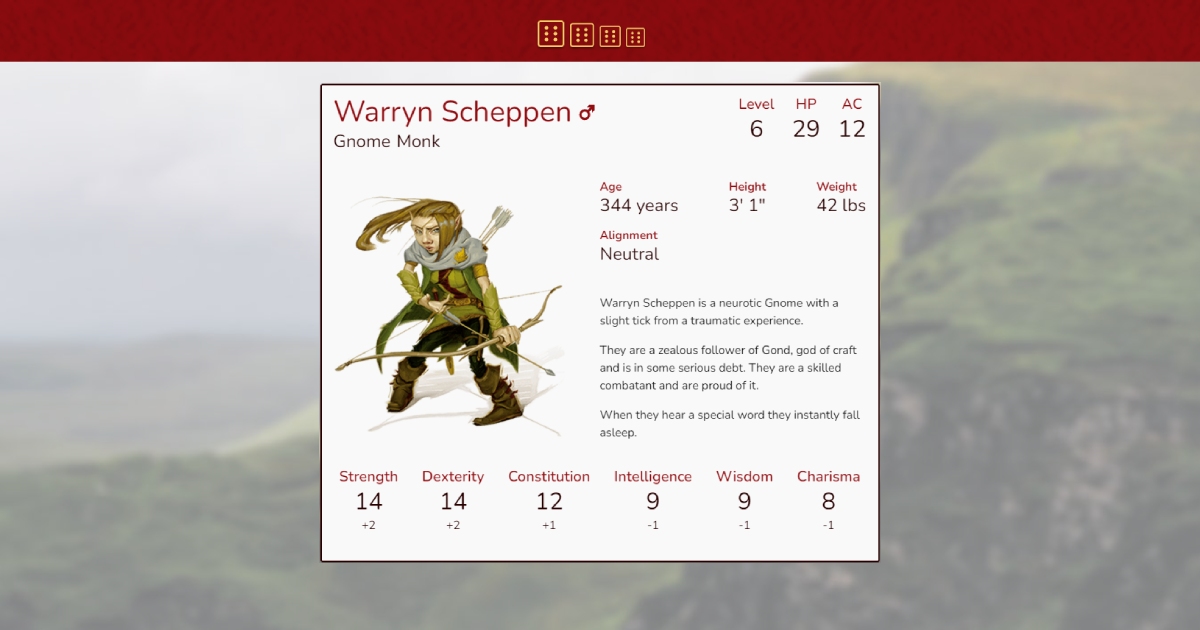 Warryn Scheppen ♂
Gnome Monk
Level HP AC
6 29 12
Age Height Weight
344 years 3' 1" 42 lbs
Alignment
Neutral
Warryn Scheppen is a neurotic Gnome with a
slight tick from a traumatic experience.
They are a zealous follower of Gond, god of craft
and is in some serious debt. They are a skilled
combatant and are proud of it.
When they hear a special word they instantly fall
asleep.
Strength Dexterity Constitution Intelligence Wisdom Charisma
14 14 12 9 9 8
+2 +2 +1 -1 -1 -1